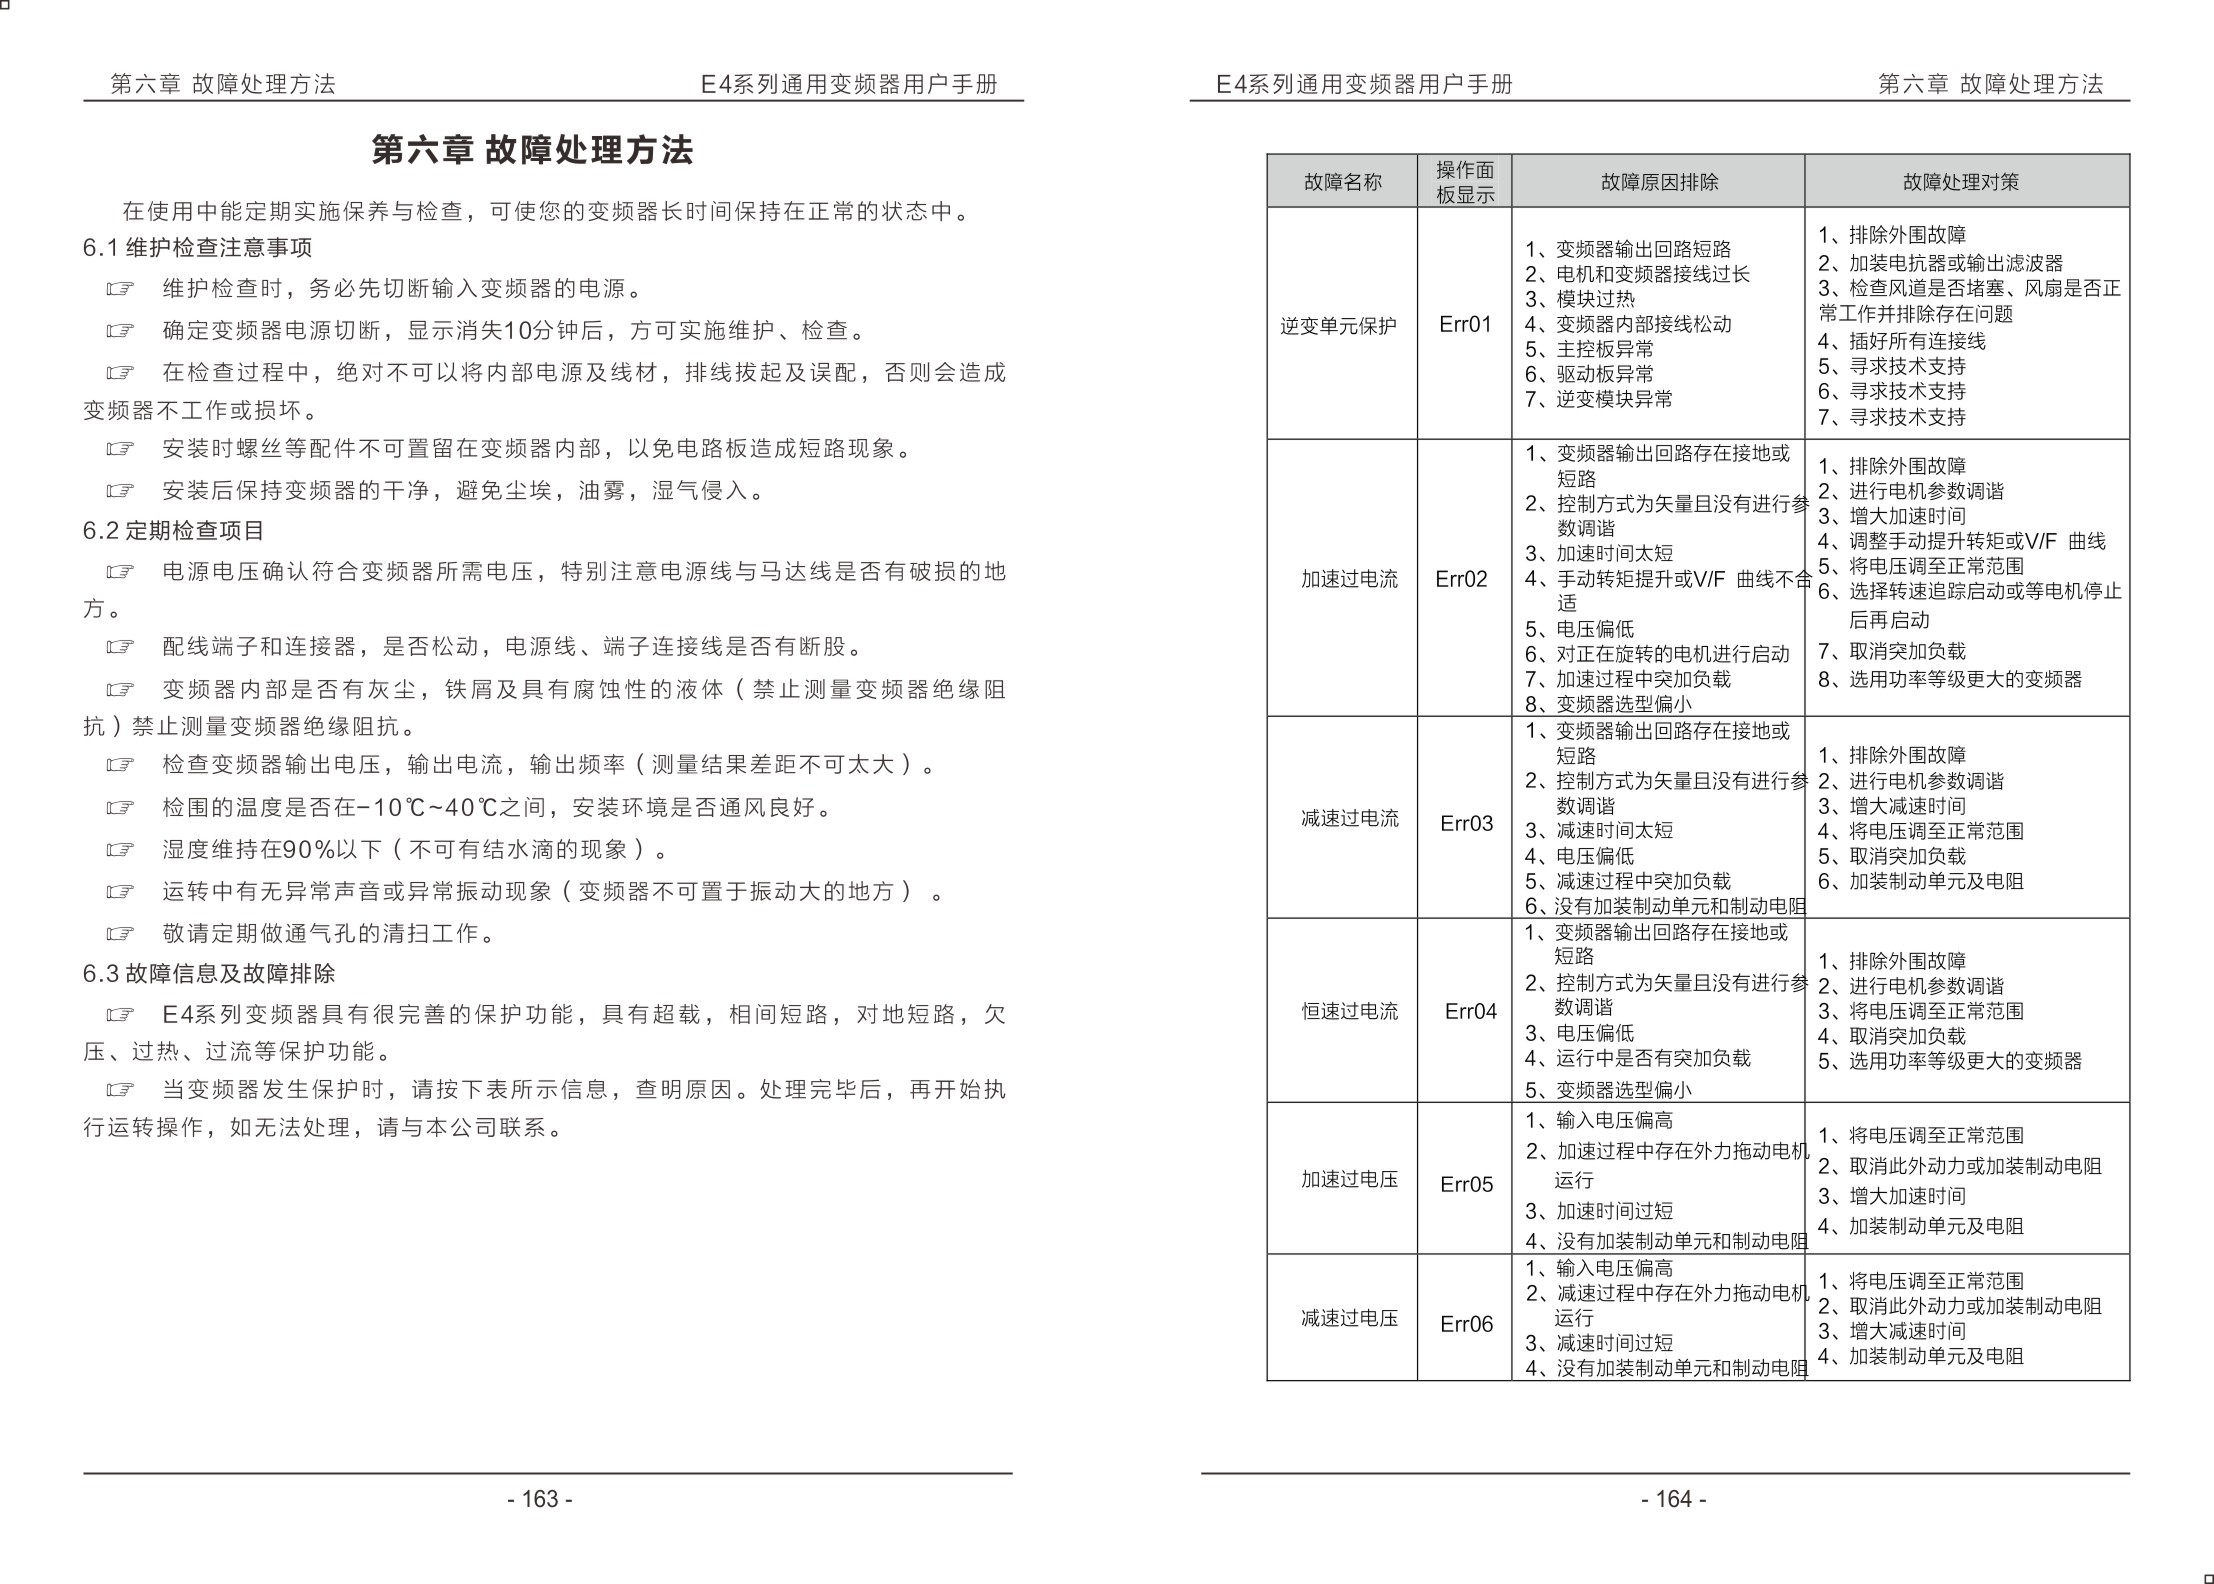 第六章 故障处理方法
E4系列通用变频器用户手册
第六章 故障处理方法
在使用中能定期实施保养与检查，可使您的变频器长时间保持在正常的状态中。
6.1 维护检查注意事项
☞ 维护检查时，务必先切断输入变频器的电源。
☞ 确定变频器电源切断，显示消失10分钟后，方可实施维护、检查。
☞ 在检查过程中，绝对不可以将内部电源及线材，排线拔起及误配，否则会造成
变频器不工作或损坏。
☞ 安装时螺丝等配件不可置留在变频器内部，以免电路板造成短路现象。
☞ 安装后保持变频器的干净，避免尘埃，油雾，湿气侵入。
6.2 定期检查项目
☞ 电源电压确认符合变频器所需电压，特别注意电源线与马达线是否有破损的地
方。
☞ 配线端子和连接器，是否松动，电源线、端子连接线是否有断股。
☞ 变频器内部是否有灰尘，铁屑及具有腐蚀性的液体（禁止测量变频器绝缘阻
抗）禁止测量变频器绝缘阻抗。
☞ 检查变频器输出电压，输出电流，输出频率（测量结果差距不可太大）。
☞ 检围的温度是否在−10℃~40℃之间，安装环境是否通风良好。
☞ 湿度维持在90%以下（不可有结水滴的现象）。
☞ 运转中有无异常声音或异常振动现象（变频器不可置于振动大的地方） 。
☞ 敬请定期做通气孔的清扫工作。
6.3 故障信息及故障排除
☞ E4系列变频器具有很完善的保护功能，具有超载，相间短路，对地短路，欠
压、过热、过流等保护功能。
☞ 当变频器发生保护时，请按下表所示信息，查明原因。处理完毕后，再开始执
行运转操作，如无法处理，请与本公司联系。
- 163 -
E4系列通用变频器用户手册
第六章 故障处理方法
故障名称
操作面
板显示
故障原因排除
故障处理对策
逆变单元保护
Err01
1、变频器输出回路短路
2、电机和变频器接线过长
3、模块过热
4、变频器内部接线松动
5、主控板异常
6、驱动板异常
7、逆变模块异常
1、排除外围故障
2、加装电抗器或输出滤波器
3、检查风道是否堵塞、风扇是否正
常工作并排除存在问题
4、插好所有连接线
5、寻求技术支持
6、寻求技术支持
7、寻求技术支持
加速过电流
Err02
1、变频器输出回路存在接地或
短路
2、控制方式为矢量且没有进行参
数调谐
3、加速时间太短
4、手动转矩提升或V/F 曲线不合
适
5、电压偏低
6、对正在旋转的电机进行启动
7、加速过程中突加负载
8、变频器选型偏小
1、排除外围故障
2、进行电机参数调谐
3、增大加速时间
4、调整手动提升转矩或V/F 曲线
5、将电压调至正常范围
6、选择转速追踪启动或等电机停止
后再启动
7、取消突加负载
8、选用功率等级更大的变频器
减速过电流
Err03
1、变频器输出回路存在接地或
短路
2、控制方式为矢量且没有进行参
数调谐
3、减速时间太短
4、电压偏低
5、减速过程中突加负载
6、没有加装制动单元和制动电阻
1、排除外围故障
2、进行电机参数调谐
3、增大减速时间
4、将电压调至正常范围
5、取消突加负载
6、加装制动单元及电阻
恒速过电流
Err04
1、变频器输出回路存在接地或
短路
2、控制方式为矢量且没有进行参
数调谐
3、电压偏低
4、运行中是否有突加负载
5、变频器选型偏小
1、排除外围故障
2、进行电机参数调谐
3、将电压调至正常范围
4、取消突加负载
5、选用功率等级更大的变频器
加速过电压
Err05
1、输入电压偏高
2、加速过程中存在外力拖动电机
运行
3、加速时间过短
4、没有加装制动单元和制动电阻
1、将电压调至正常范围
2、取消此外动力或加装制动电阻
3、增大加速时间
4、加装制动单元及电阻
减速过电压
Err06
1、输入电压偏高
2、减速过程中存在外力拖动电机
运行
3、减速时间过短
4、没有加装制动单元和制动电阻
1、将电压调至正常范围
2、取消此外动力或加装制动电阻
3、增大减速时间
4、加装制动单元及电阻
- 164 -